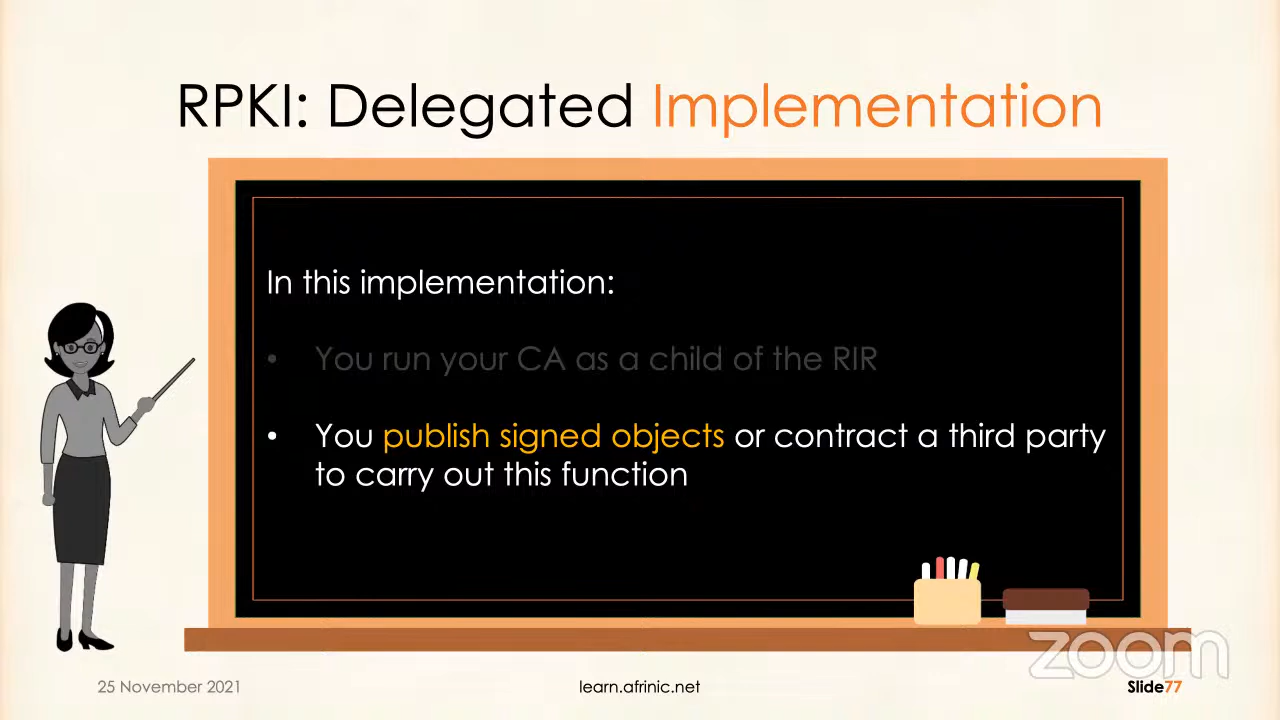 RPKI: Delegated Implementation
In this implementation:
• You run your CA as a child of the RIR
• You publish signed objects or contract a third party
to carry out this function
zoom
25 November 2021
learn.afrinic.net
Slide77